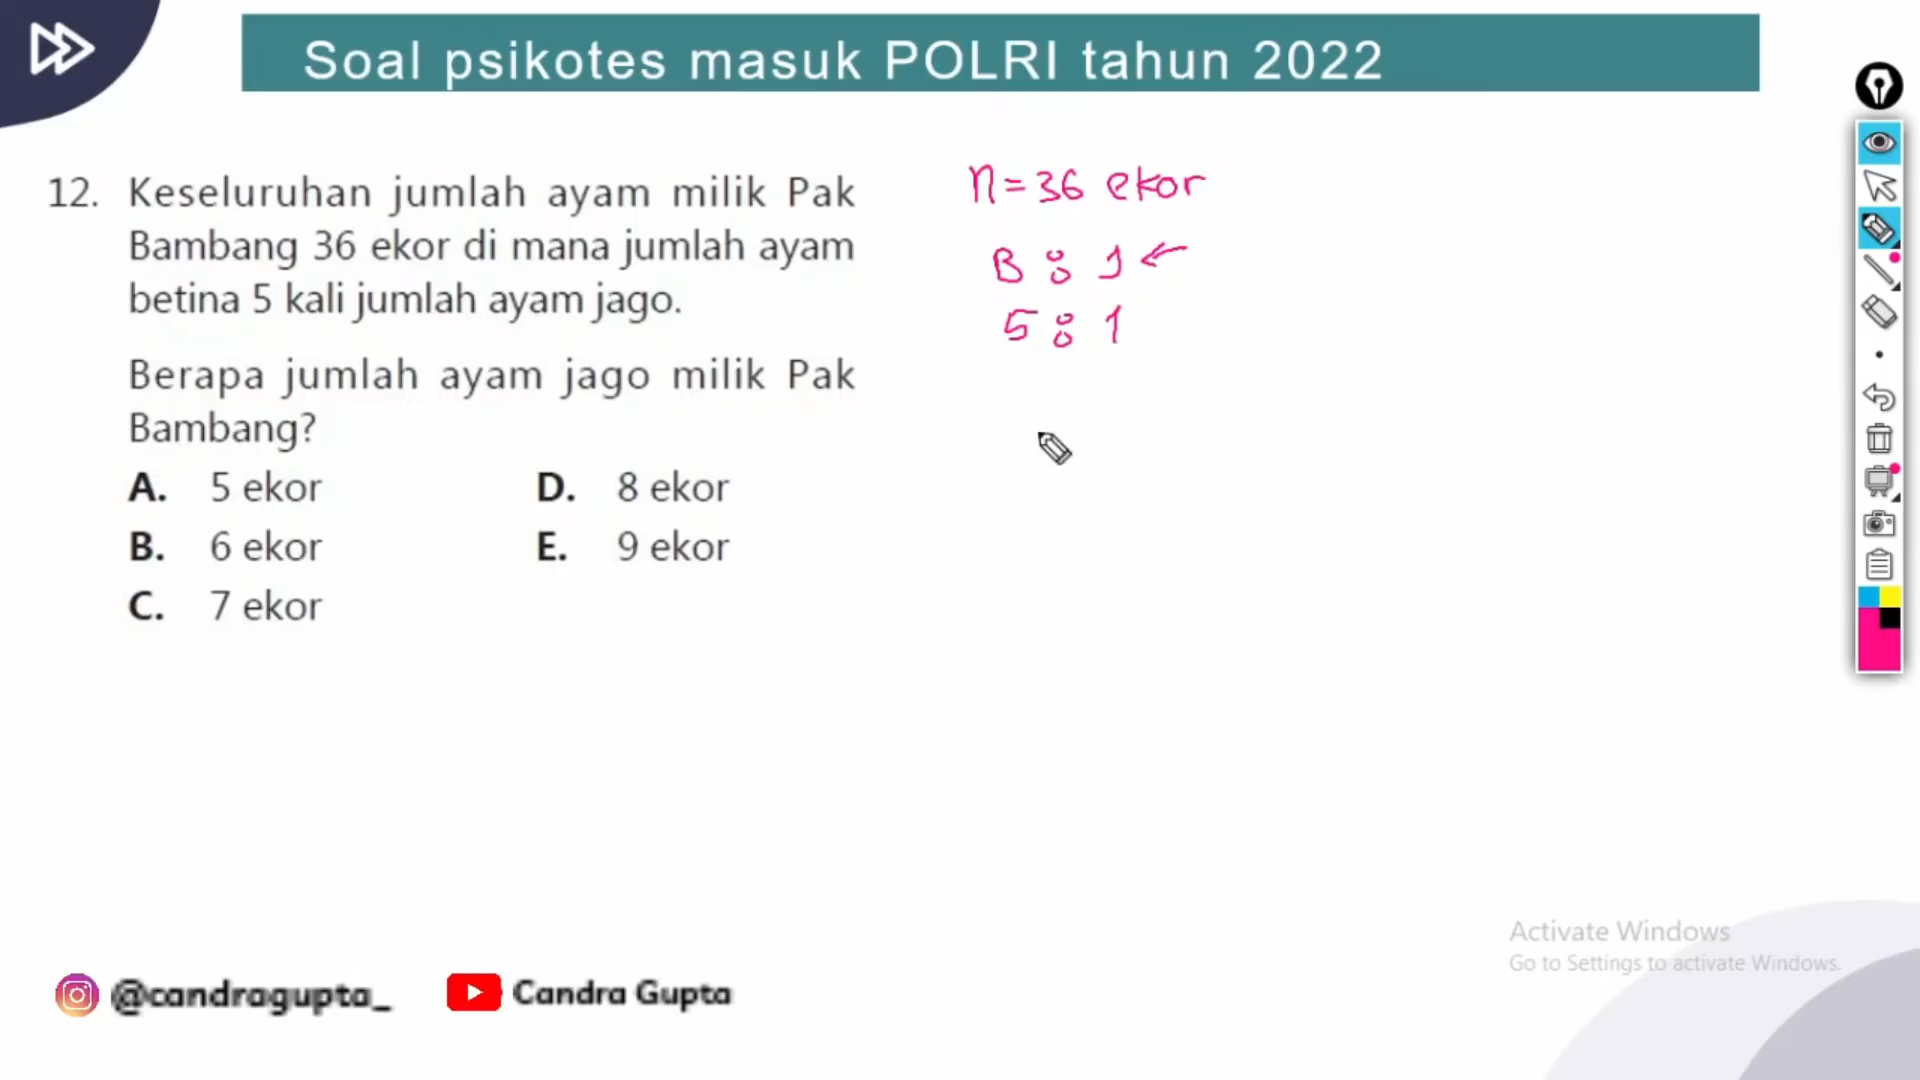 Soal psikotes masuk POLRI tahun 2022
12. Keseluruhan jumlah ayam milik Pak
Bambang 36 ekor di mana jumlah ayam
betina 5 kali jumlah ayam jago.
Berapa jumlah ayam jago milik Pak
Bambang?
A. 5 ekor
B. 6 ekor
C. 7 ekor
D. 8 ekor
E. 9 ekor
n = 36 ekor
B : J ←
5 : 1
Activate Windows
Go to Settings to activate Windows.
@candragupta_
Candra Gupta